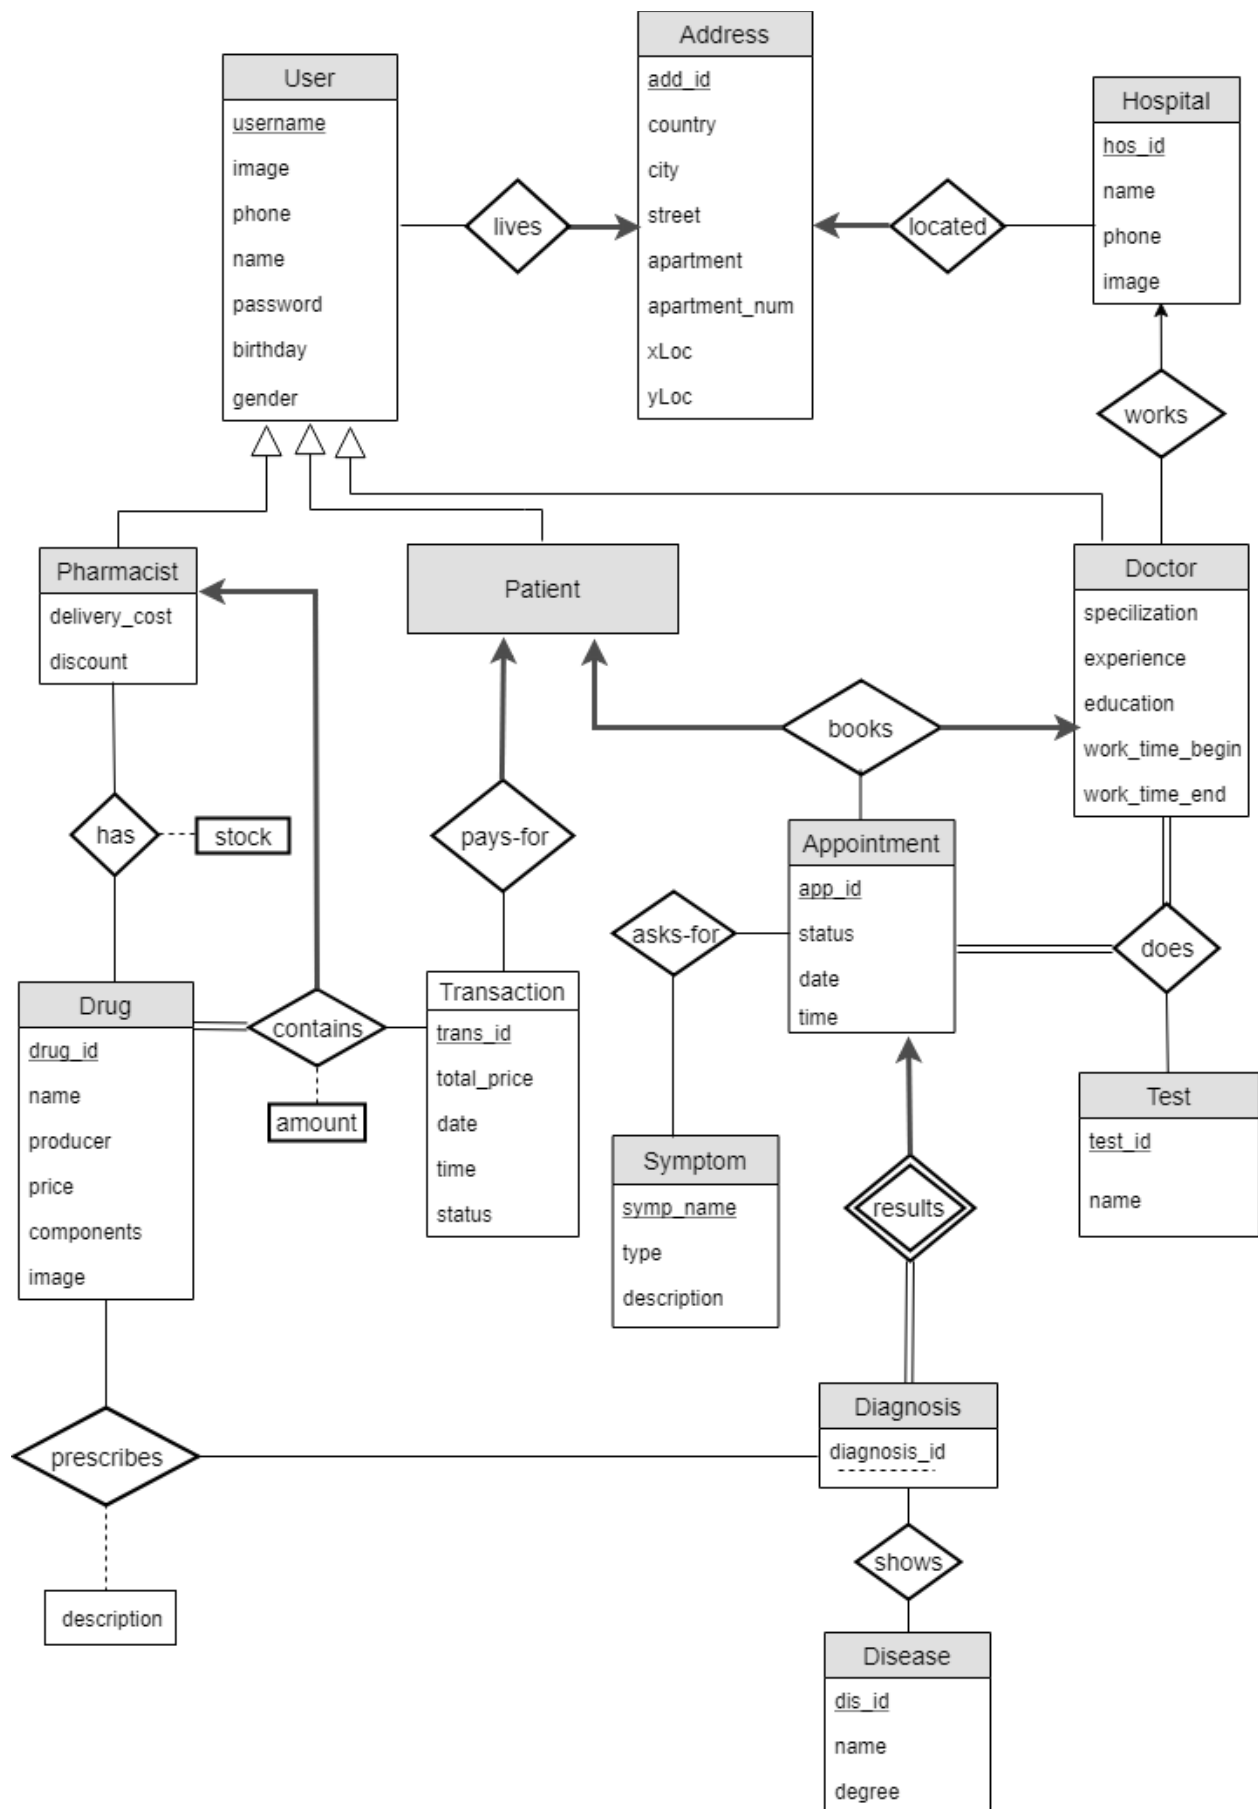 Address
add_id
country
city
street
apartment
apartment_num
xLoc
yLoc
User
username
image
phone
name
password
birthday
gender
Hospital
hos_id
name
phone
image
lives
located
works
Pharmacist
delivery_cost
discount
Patient
Doctor
specilization
experience
education
work_time_begin
work_time_end
books
has
stock
pays-for
Appointment
app_id
status
date
time
asks-for
does
Drug
drug_id
name
producer
price
components
image
contains
amount
Transaction
trans_id
total_price
date
time
status
Symptom
symp_name
type
description
results
Test
test_id
name
Diagnosis
diagnosis_id
prescribes
description
shows
Disease
dis_id
name
degree